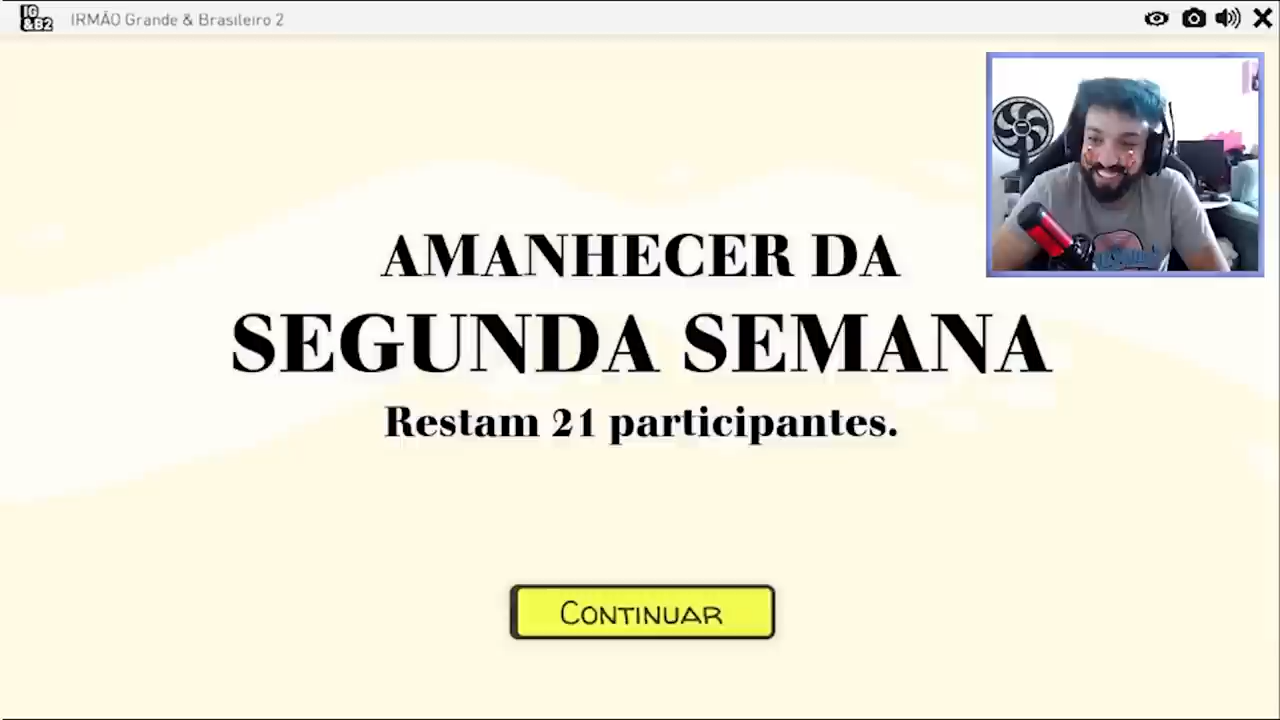 IG
&B2
IRMÃO Grande & Brasileiro 2
AMANHECER DA
SEGUNDA SEMANA
Restam 21 participantes.
CONTINUAR